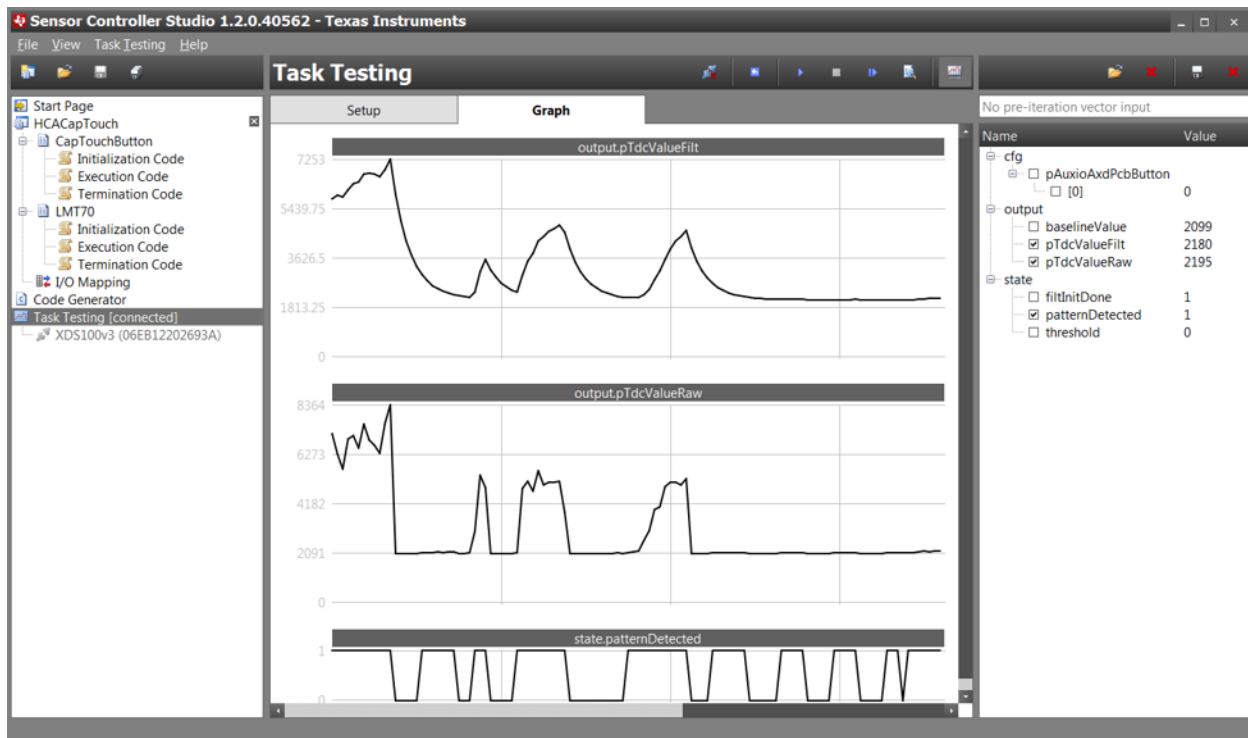 Sensor Controller Studio 1.2.0.40562 - Texas Instruments
File View Task Testing Help
Start Page
HCACapTouch
CapTouchButton
Initialization Code
Execution Code
Termination Code
LMT70
Initialization Code
Execution Code
Termination Code
I/O Mapping
Code Generator
Task Testing [connected]
XDS100v3 (06EB12202693A)
Task Testing
Setup Graph
output.pTdcValueFilt
7253
5439.75
3626.5
1813.25
0
output.pTdcValueRaw
8364
6273
4182
2091
0
state.patternDetected
1
0
No pre-iteration vector input
Name Value
cfg
pAuxioAxdPcbButton
[0] 0
output
baselineValue 2099
pTdcValueFilt 2180
pTdcValueRaw 2195
state
filtInitDone 1
patternDetected 1
threshold 0